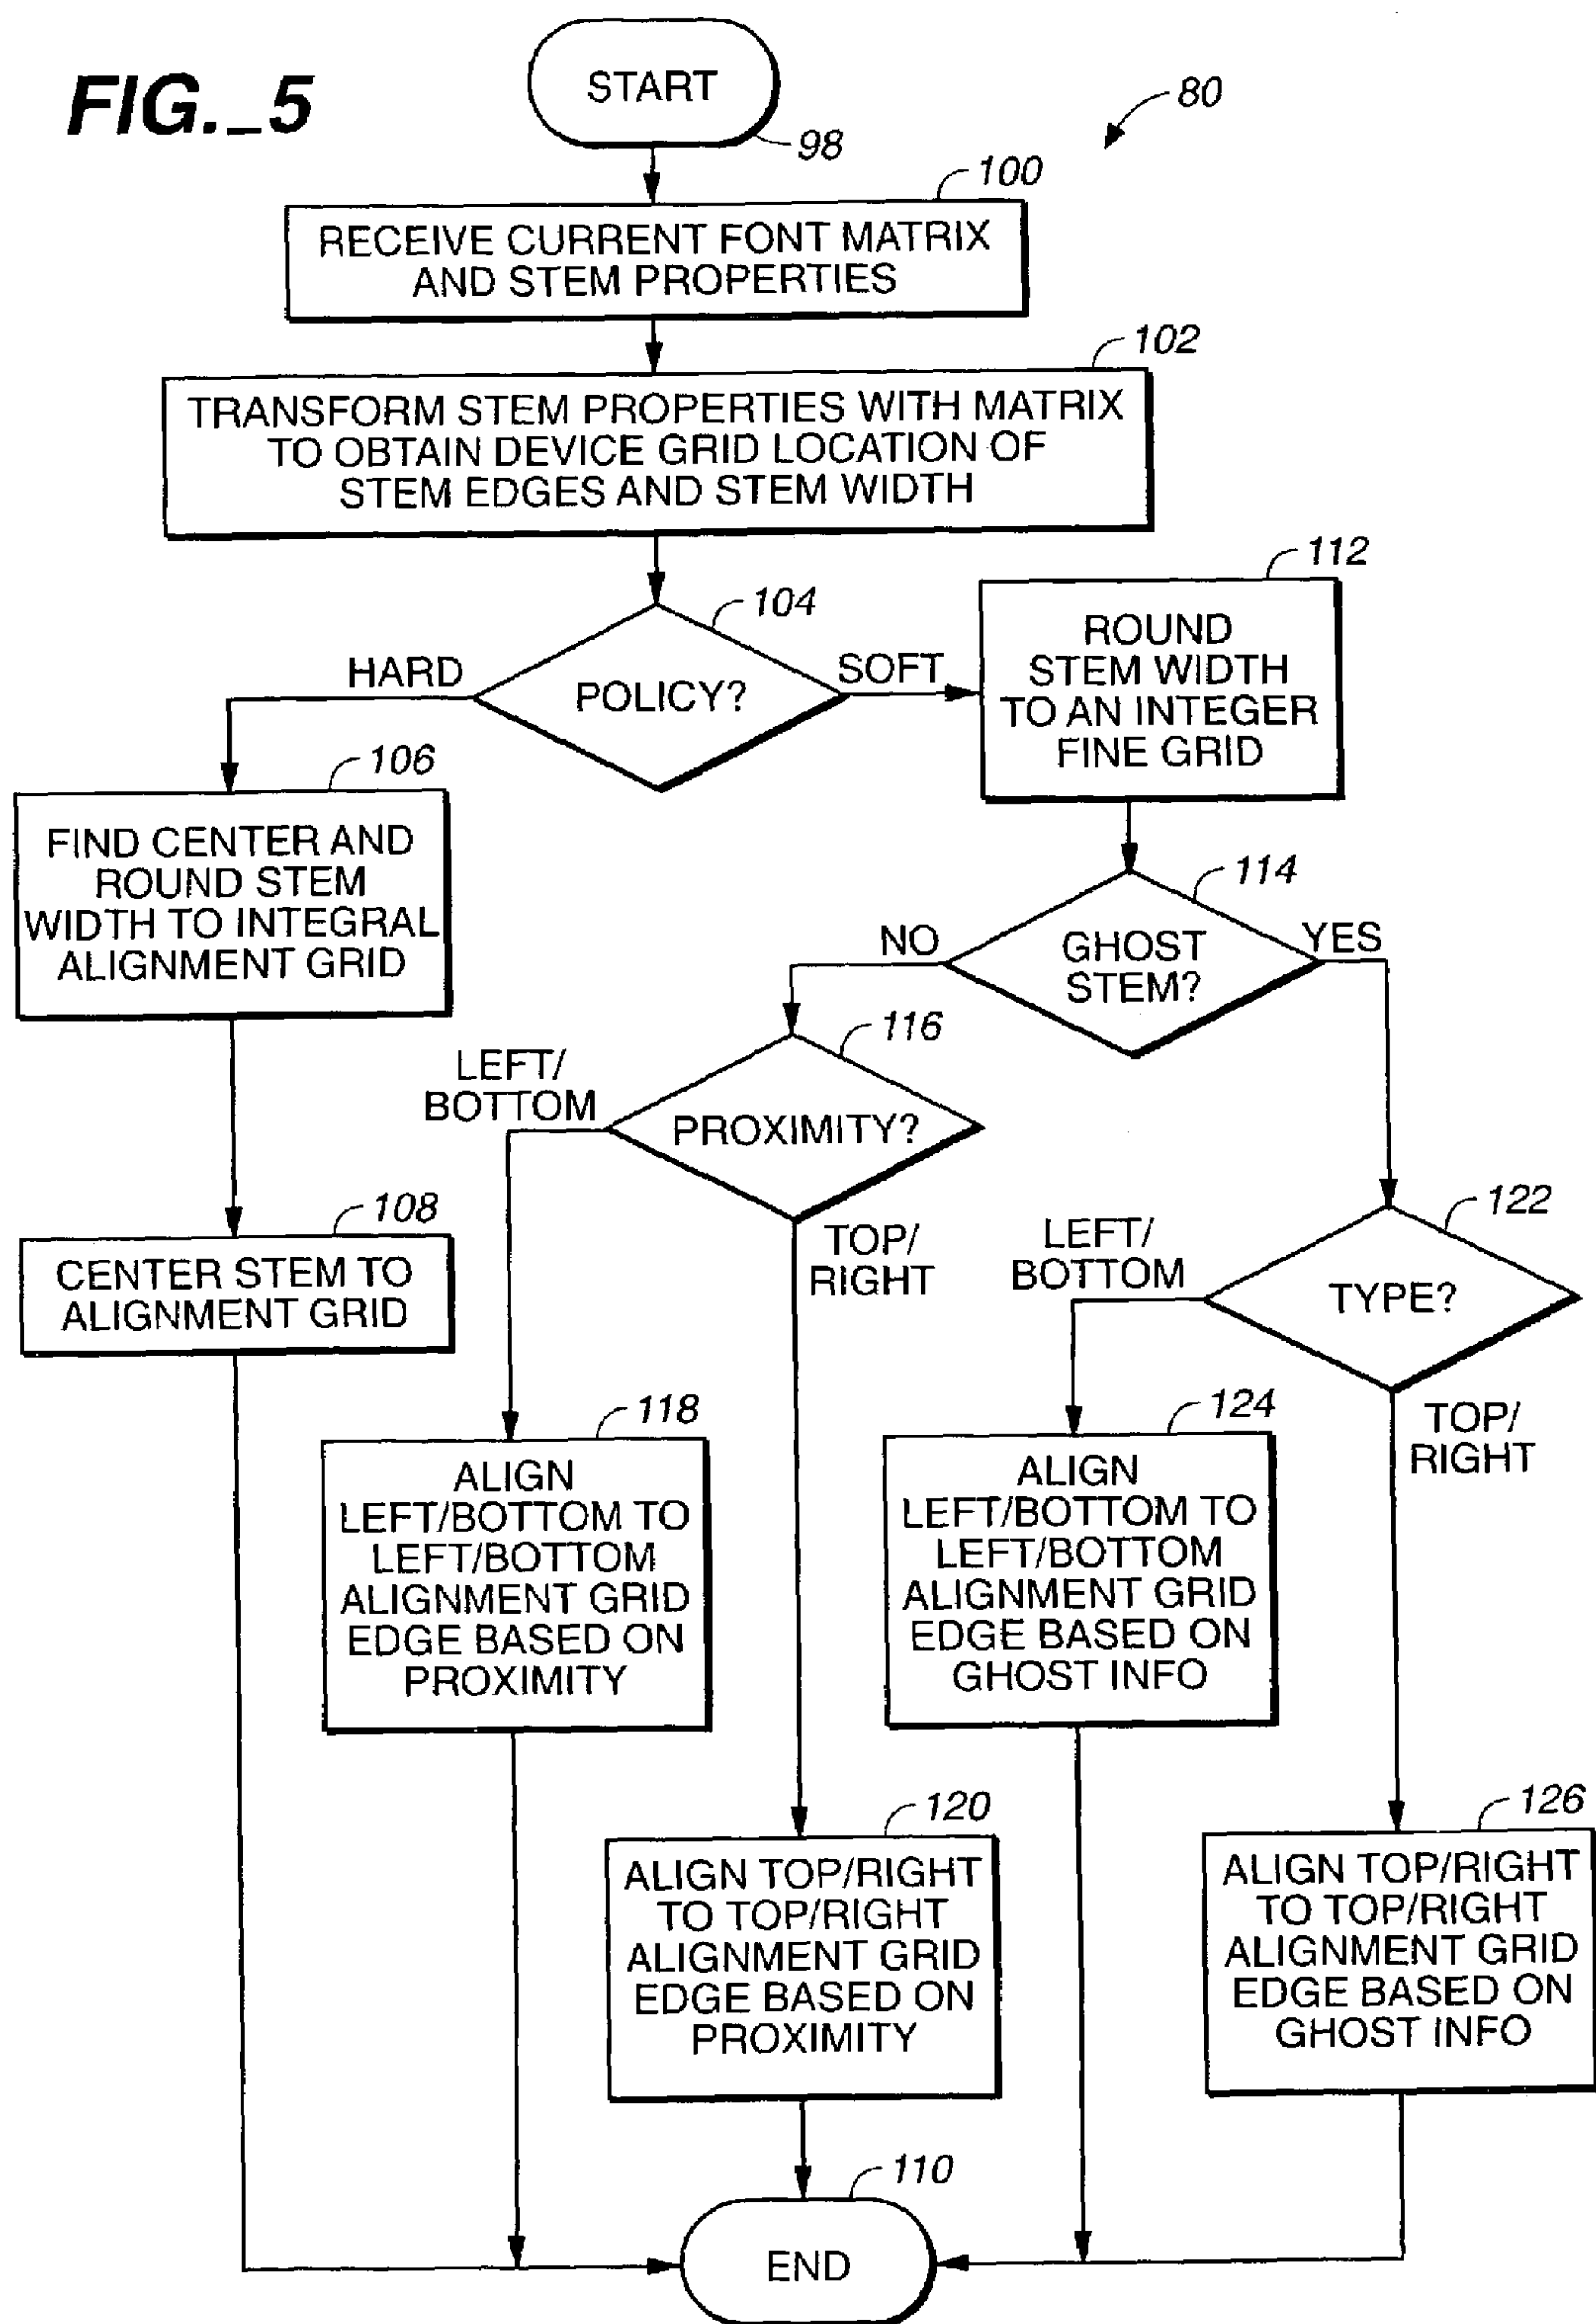 FIG._5
START
98
80
100
RECEIVE CURRENT FONT MATRIX
AND STEM PROPERTIES
102
TRANSFORM STEM PROPERTIES WITH MATRIX
TO OBTAIN DEVICE GRID LOCATION OF
STEM EDGES AND STEM WIDTH
104
POLICY?
HARD
SOFT
112
ROUND
STEM WIDTH
TO AN INTEGER
FINE GRID
106
FIND CENTER AND
ROUND STEM
WIDTH TO INTEGRAL
ALIGNMENT GRID
114
GHOST
STEM?
NO
YES
116
PROXIMITY?
LEFT/
BOTTOM
TOP/
RIGHT
108
CENTER STEM TO
ALIGNMENT GRID
122
TYPE?
LEFT/
BOTTOM
TOP/
RIGHT
118
ALIGN
LEFT/BOTTOM TO
LEFT/BOTTOM
ALIGNMENT GRID
EDGE BASED ON
PROXIMITY
124
ALIGN
LEFT/BOTTOM TO
LEFT/BOTTOM
ALIGNMENT GRID
EDGE BASED ON
GHOST INFO
120
ALIGN TOP/RIGHT
TO TOP/RIGHT
ALIGNMENT GRID
EDGE BASED ON
PROXIMITY
126
ALIGN TOP/RIGHT
TO TOP/RIGHT
ALIGNMENT GRID
EDGE BASED ON
GHOST INFO
110
END